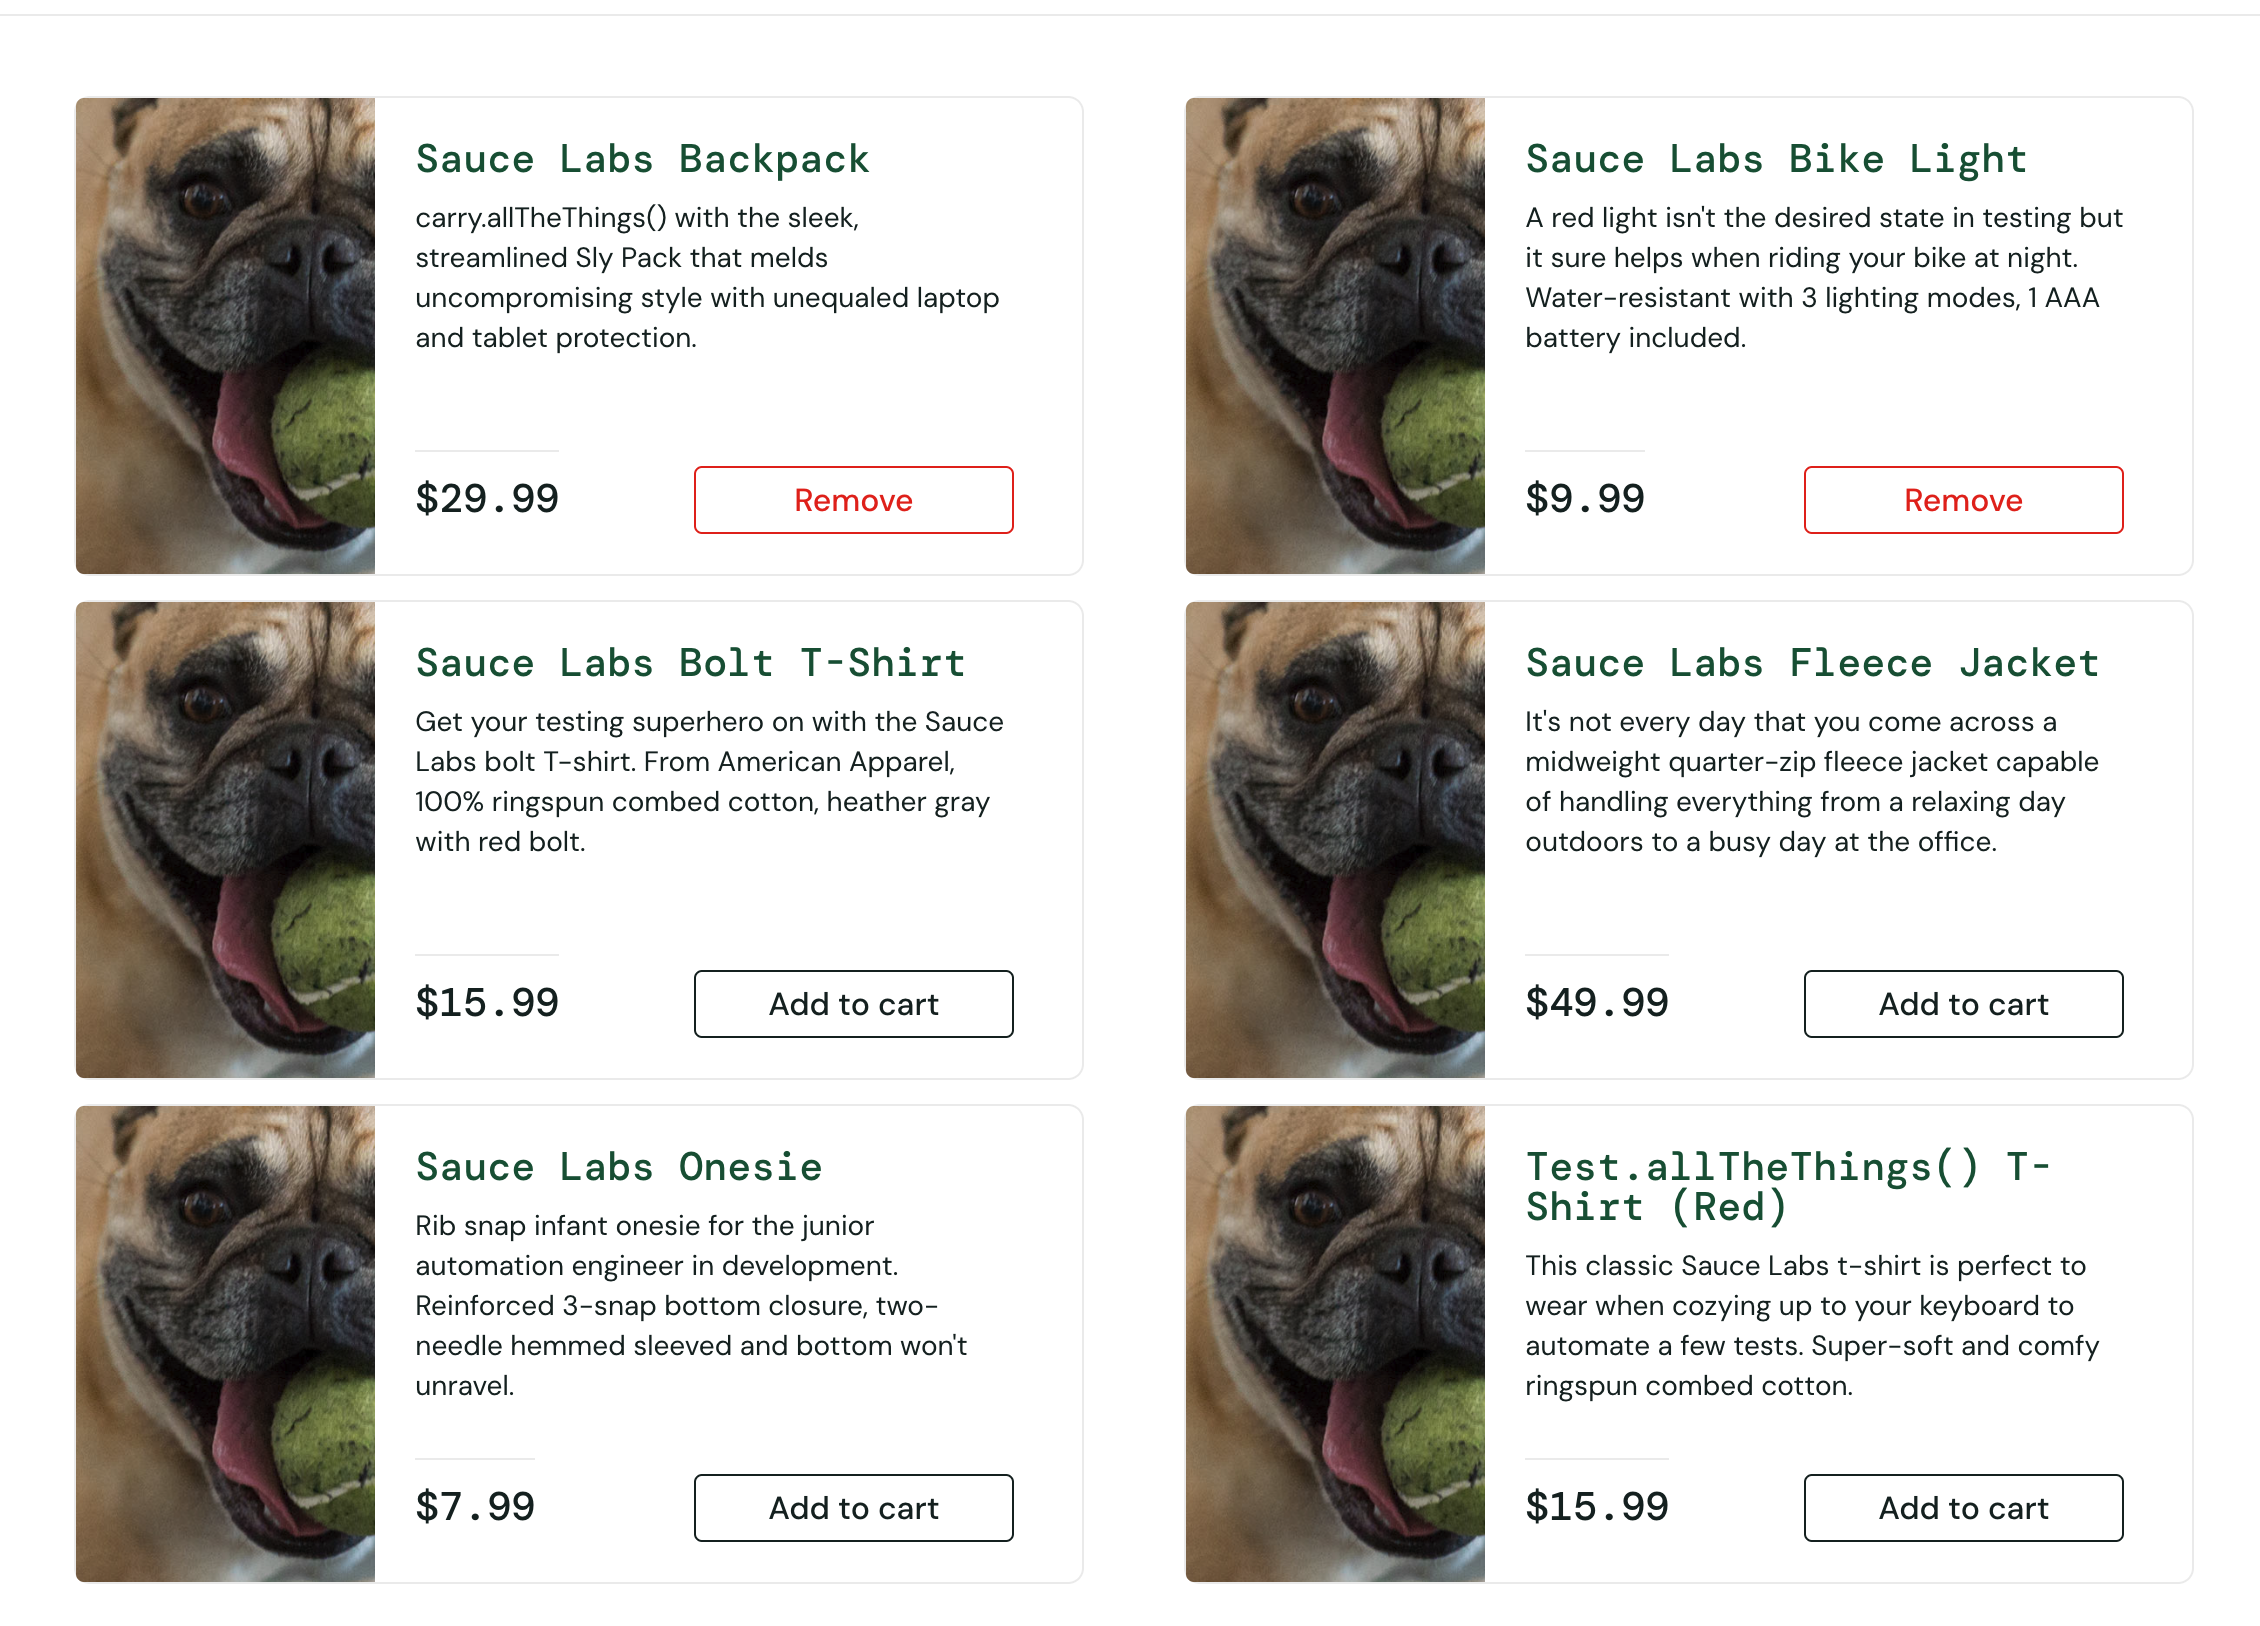 Sauce Labs Backpack
carry.allTheThings() with the sleek,
streamlined Sly Pack that melds
uncompromising style with unequaled laptop
and tablet protection.
$29.99
Remove
Sauce Labs Bike Light
A red light isn't the desired state in testing but
it sure helps when riding your bike at night.
Water-resistant with 3 lighting modes, 1 AAA
battery included.
$9.99
Remove
Sauce Labs Bolt T-Shirt
Get your testing superhero on with the Sauce
Labs bolt T-shirt. From American Apparel,
100% ringspun combed cotton, heather gray
with red bolt.
$15.99
Add to cart
Sauce Labs Fleece Jacket
It's not every day that you come across a
midweight quarter-zip fleece jacket capable
of handling everything from a relaxing day
outdoors to a busy day at the office.
$49.99
Add to cart
Sauce Labs Onesie
Rib snap infant onesie for the junior
automation engineer in development.
Reinforced 3-snap bottom closure, two-
needle hemmed sleeved and bottom won't
unravel.
$7.99
Add to cart
Test.allTheThings() T-
Shirt (Red)
This classic Sauce Labs t-shirt is perfect to
wear when cozying up to your keyboard to
automate a few tests. Super-soft and comfy
ringspun combed cotton.
$15.99
Add to cart